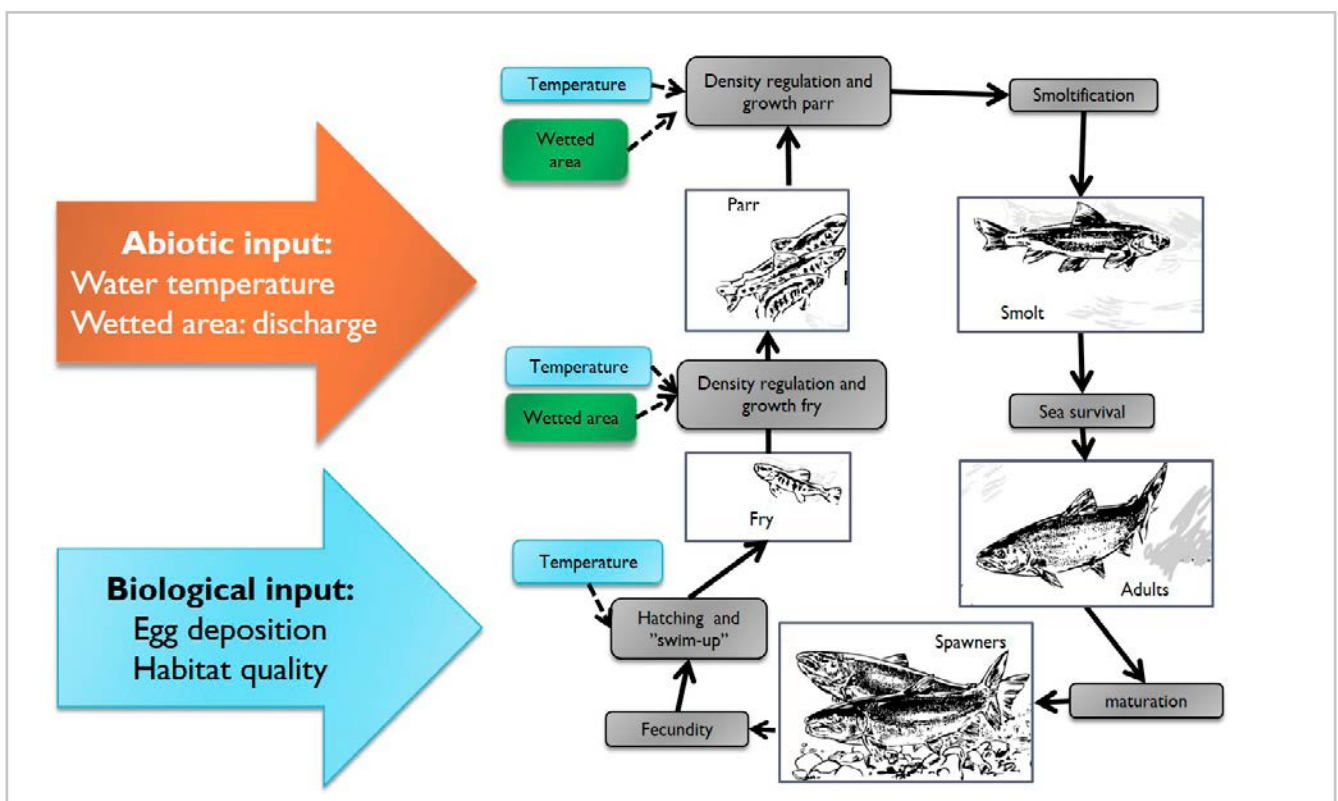 Temperature
Density regulation and
growth parr
Smoltification
Wetted
area
Parr
Abiotic input:
Water temperature
Wetted area: discharge
Smolt
Temperature
Density regulation and
growth fry
Wetted area
Sea survival
Fry
Temperature
Adults
Biological input:
Egg deposition
Habitat quality
Hatching and
"swim-up"
Spawners
maturation
Fecundity